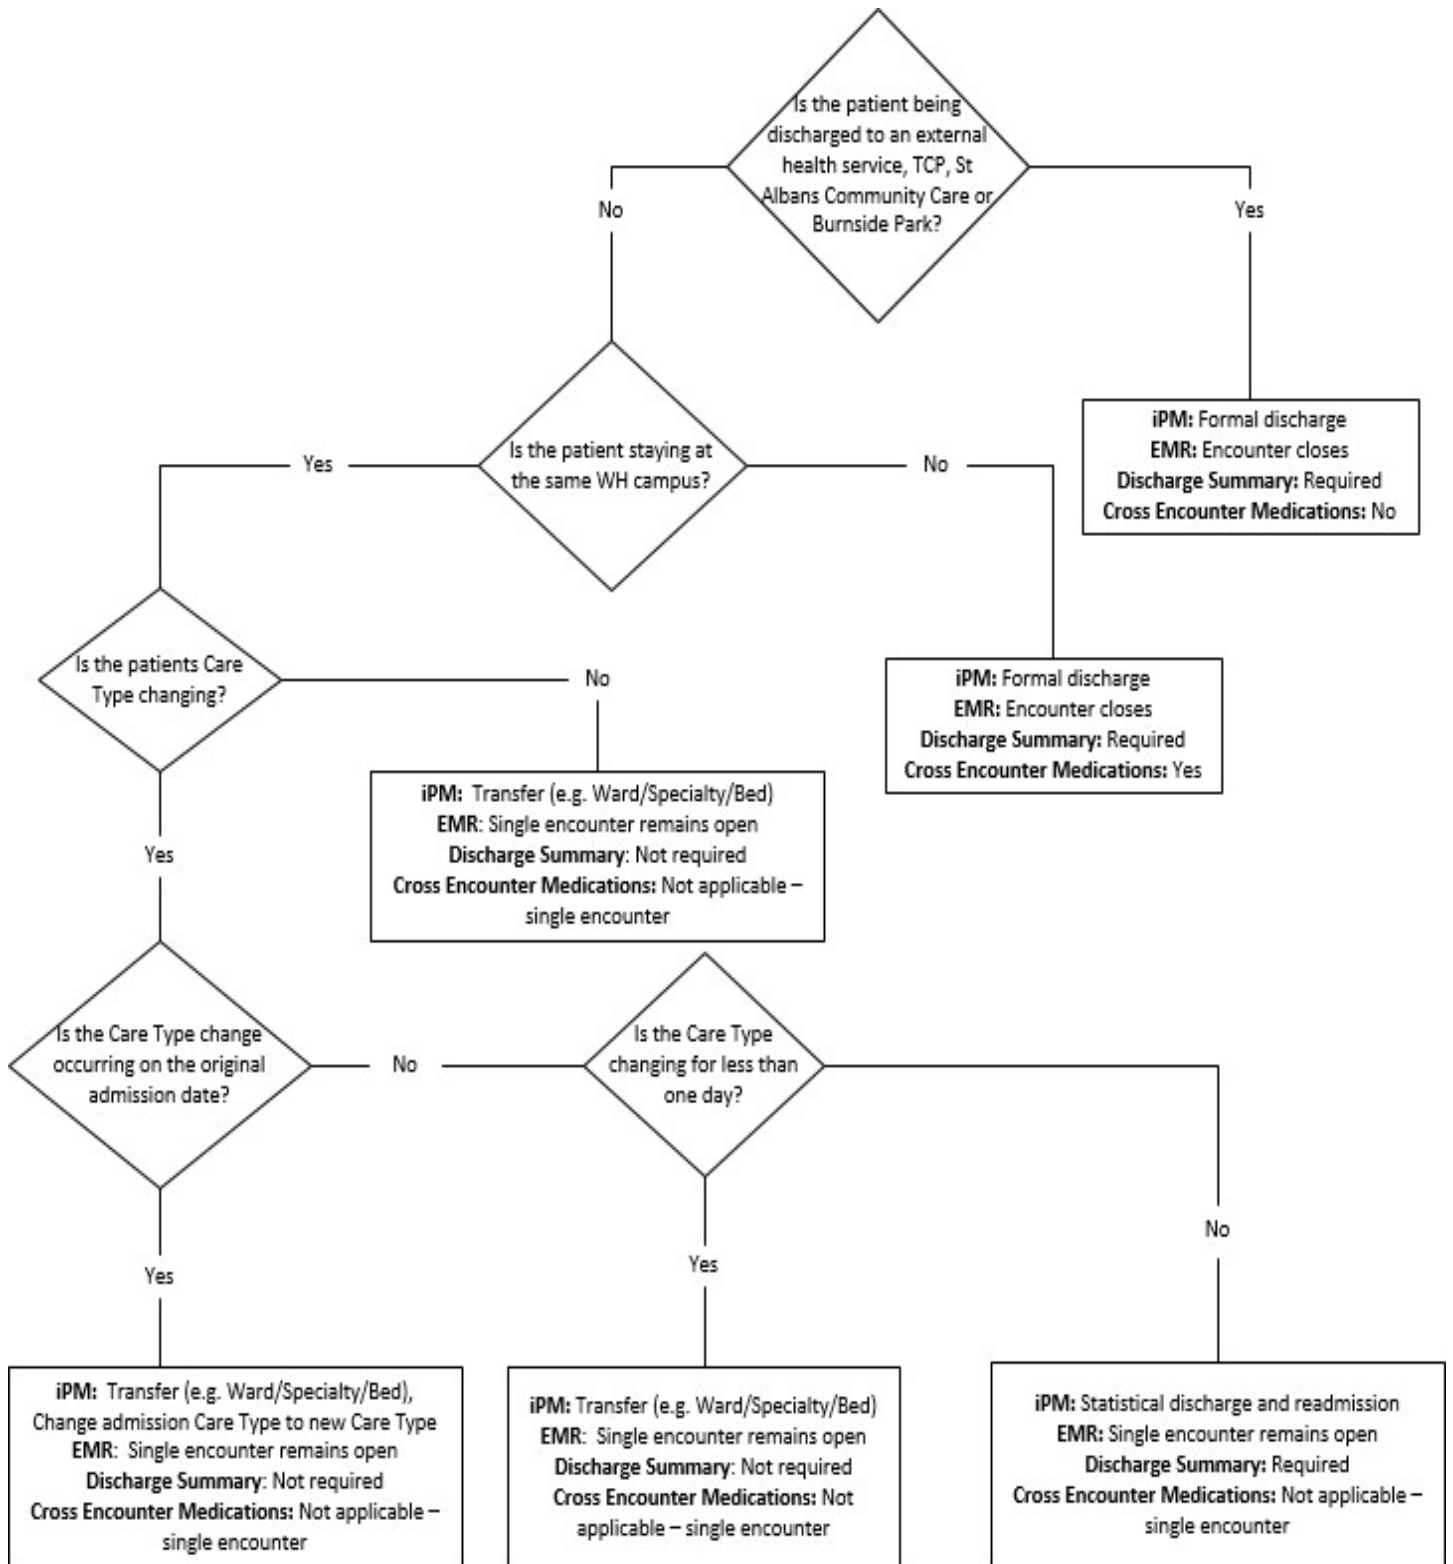 Is the patient being
discharged to an external
health service, TCP, St
Albans Community Care or
Burnside Park?
No
Yes
iPM: Formal discharge
EMR: Encounter closes
Discharge Summary: Required
Cross Encounter Medications: No
Is the patient staying at
the same WH campus?
Yes
No
iPM: Formal discharge
EMR: Encounter closes
Discharge Summary: Required
Cross Encounter Medications: Yes
Is the patients Care
Type changing?
No
iPM: Transfer (e.g. Ward/Specialty/Bed)
EMR: Single encounter remains open
Discharge Summary: Not required
Cross Encounter Medications: Not applicable –
single encounter
Yes
Is the Care Type change
occurring on the original
admission date?
No
Is the Care Type
changing for less than
one day?
Yes
Yes
No
iPM: Transfer (e.g. Ward/Specialty/Bed),
Change admission Care Type to new Care Type
EMR: Single encounter remains open
Discharge Summary: Not required
Cross Encounter Medications: Not applicable –
single encounter
iPM: Transfer (e.g. Ward/Specialty/Bed)
EMR: Single encounter remains open
Discharge Summary: Not required
Cross Encounter Medications: Not
applicable – single encounter
iPM: Statistical discharge and readmission
EMR: Single encounter remains open
Discharge Summary: Required
Cross Encounter Medications: Not applicable –
single encounter